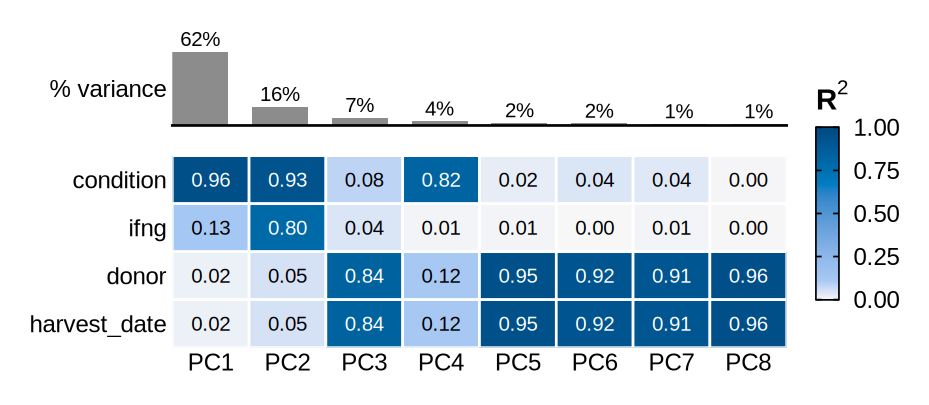 62%
16%
7%
4%
2%
2%
1%
1%
% variance
R2
condition 0.96 0.93 0.08 0.82 0.02 0.04 0.04 0.00
ifng 0.13 0.80 0.04 0.01 0.01 0.00 0.01 0.00
donor 0.02 0.05 0.84 0.12 0.95 0.92 0.91 0.96
harvest_date 0.02 0.05 0.84 0.12 0.95 0.92 0.91 0.96
PC1 PC2 PC3 PC4 PC5 PC6 PC7 PC8
1.00
0.75
0.50
0.25
0.00